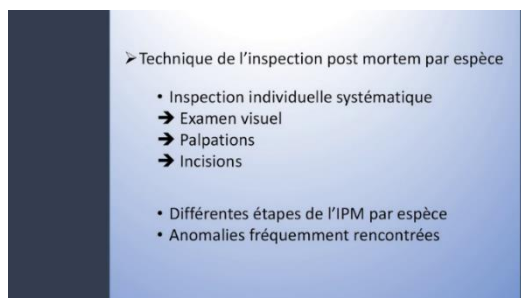 ➢Technique de l'inspection post mortem par espèce
• Inspection individuelle systématique
➔ Examen visuel
➔ Palpations
➔ Incisions
• Différentes étapes de l'IPM par espèce
• Anomalies fréquemment rencontrées